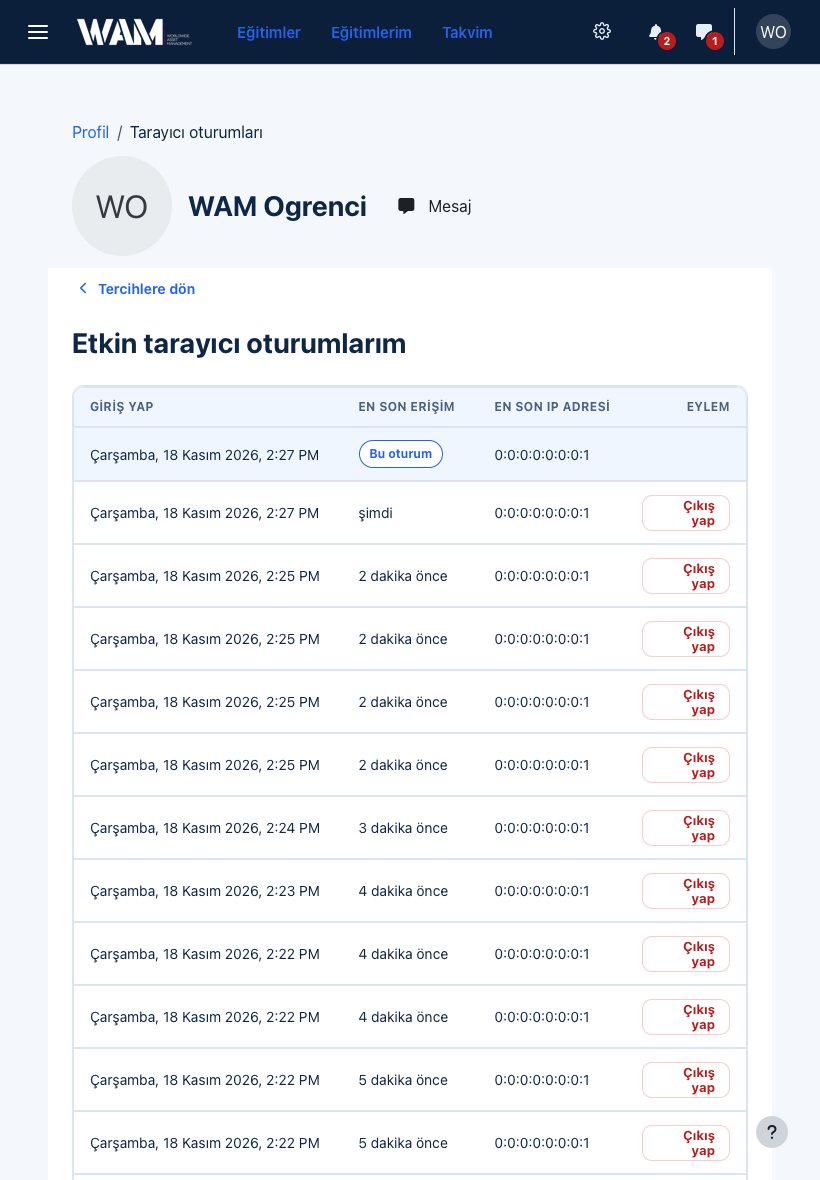 WAM WORLDWIDE ASSET MANAGEMENT
Eğitimler Eğitimlerim Takvim 2 1 WO
Profil / Tarayıcı oturumları
WO WAM Ogrenci Mesaj
Tercihlere dön
Etkin tarayıcı oturumlarım
GİRİŞ YAP EN SON ERİŞİM EN SON IP ADRESİ EYLEM
Çarşamba, 18 Kasım 2026, 2:27 PM Bu oturum 0:0:0:0:0:0:0:1
Çarşamba, 18 Kasım 2026, 2:27 PM şimdi 0:0:0:0:0:0:0:1 Çıkış yap
Çarşamba, 18 Kasım 2026, 2:25 PM 2 dakika önce 0:0:0:0:0:0:0:1 Çıkış yap
Çarşamba, 18 Kasım 2026, 2:25 PM 2 dakika önce 0:0:0:0:0:0:0:1 Çıkış yap
Çarşamba, 18 Kasım 2026, 2:25 PM 2 dakika önce 0:0:0:0:0:0:0:1 Çıkış yap
Çarşamba, 18 Kasım 2026, 2:25 PM 2 dakika önce 0:0:0:0:0:0:0:1 Çıkış yap
Çarşamba, 18 Kasım 2026, 2:24 PM 3 dakika önce 0:0:0:0:0:0:0:1 Çıkış yap
Çarşamba, 18 Kasım 2026, 2:23 PM 4 dakika önce 0:0:0:0:0:0:0:1 Çıkış yap
Çarşamba, 18 Kasım 2026, 2:22 PM 4 dakika önce 0:0:0:0:0:0:0:1 Çıkış yap
Çarşamba, 18 Kasım 2026, 2:22 PM 4 dakika önce 0:0:0:0:0:0:0:1 Çıkış yap
Çarşamba, 18 Kasım 2026, 2:22 PM 5 dakika önce 0:0:0:0:0:0:0:1 Çıkış yap
Çarşamba, 18 Kasım 2026, 2:22 PM 5 dakika önce 0:0:0:0:0:0:0:1 Çıkış yap
?